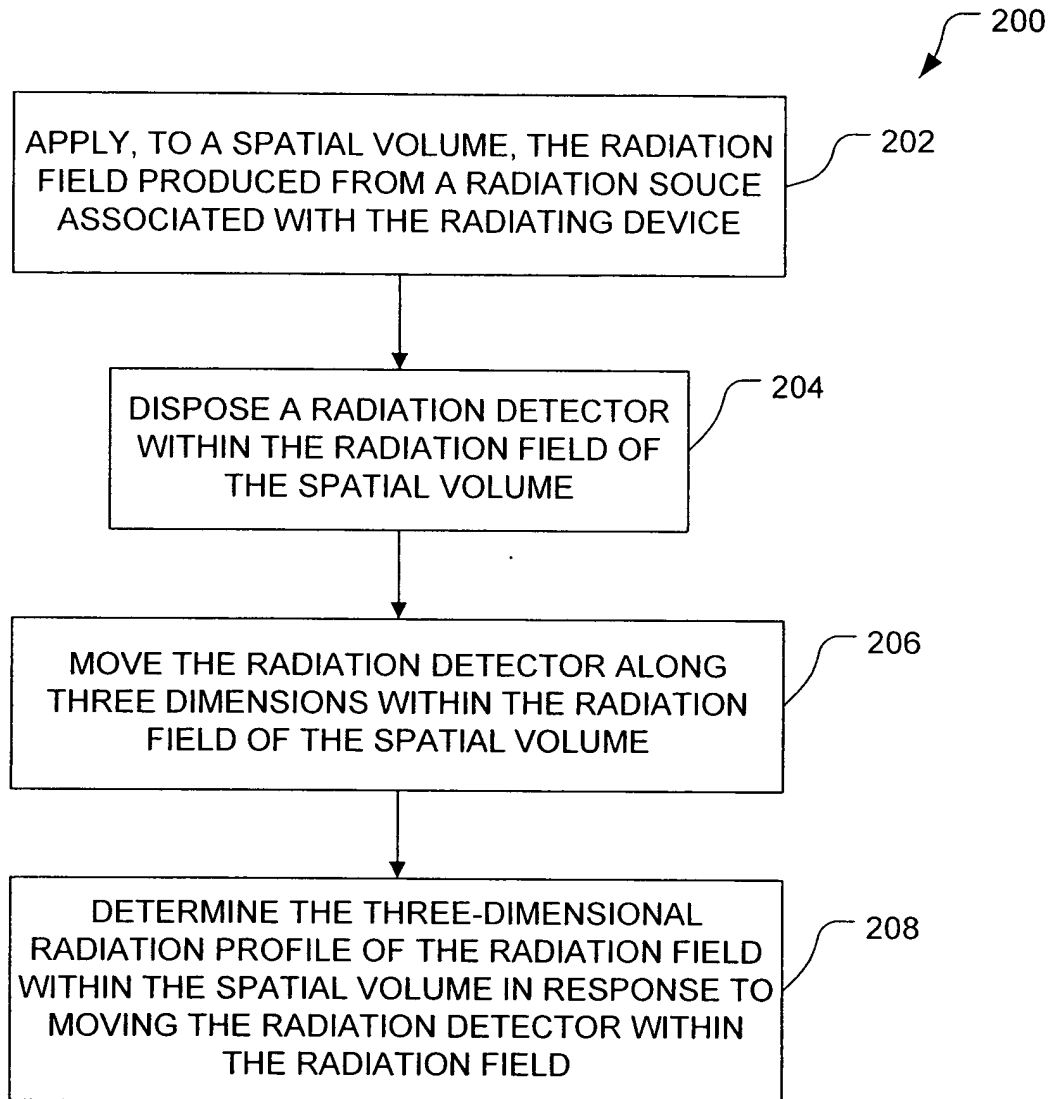 200
APPLY, TO A SPATIAL VOLUME, THE RADIATION
FIELD PRODUCED FROM A RADIATION SOUCE
ASSOCIATED WITH THE RADIATING DEVICE
202
DISPOSE A RADIATION DETECTOR
WITHIN THE RADIATION FIELD OF
THE SPATIAL VOLUME
204
MOVE THE RADIATION DETECTOR ALONG
THREE DIMENSIONS WITHIN THE RADIATION
FIELD OF THE SPATIAL VOLUME
206
DETERMINE THE THREE-DIMENSIONAL
RADIATION PROFILE OF THE RADIATION FIELD
WITHIN THE SPATIAL VOLUME IN RESPONSE TO
MOVING THE RADIATION DETECTOR WITHIN
THE RADIATION FIELD
208